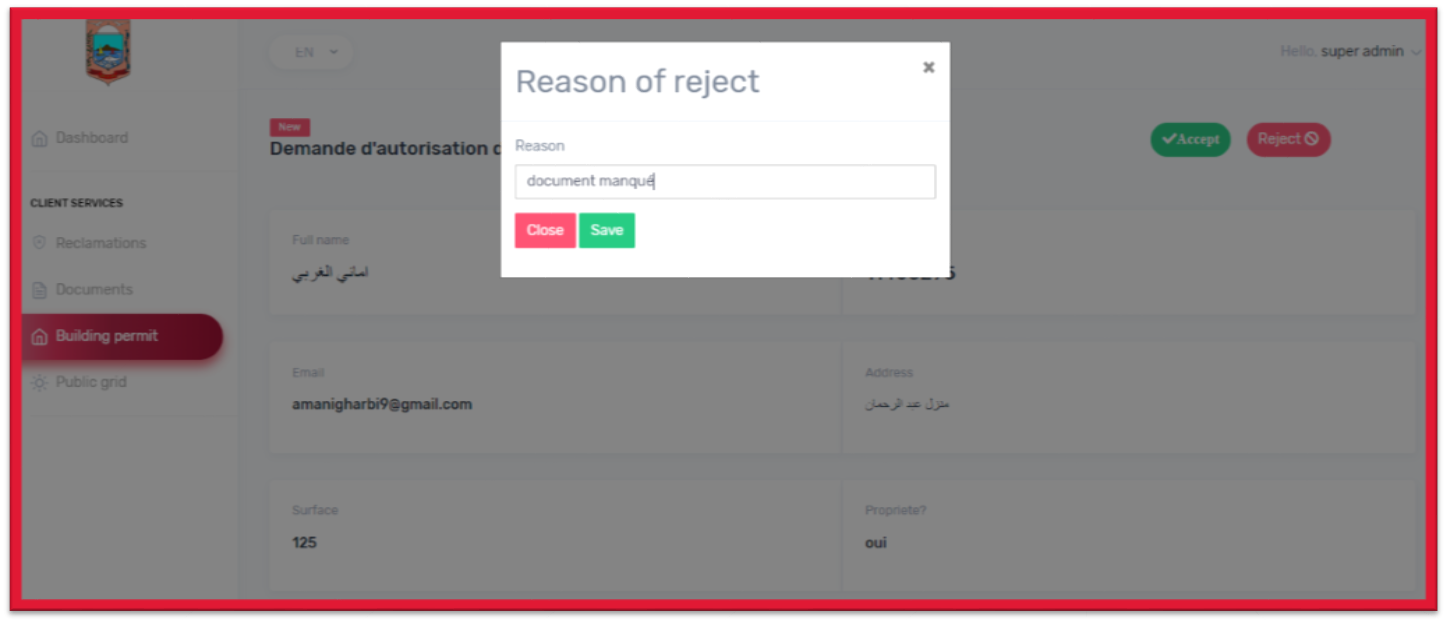 EN
Hello, super admin
Reason of reject
Dashboard
New
Demande d'autorisation
Reason
Accept
Reject
document manqué
CLIENT SERVICES
Close
Save
Reclamations
Full name
اماني الغربي
Documents
Building permit
Public grid
Email
Address
amanigharbi9@gmail.com
منزل عبد الرحمان
Surface
Propriete?
125
oui